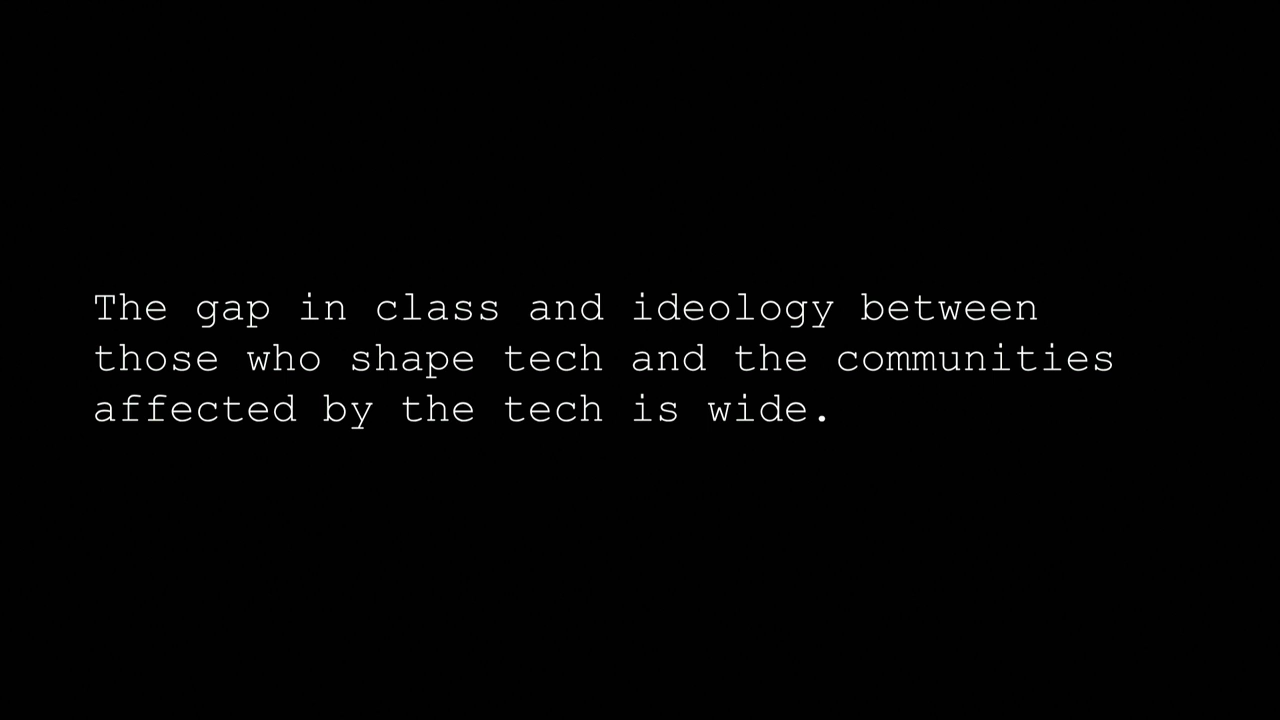 The gap in class and ideology between
those who shape tech and the communities
affected by the tech is wide.